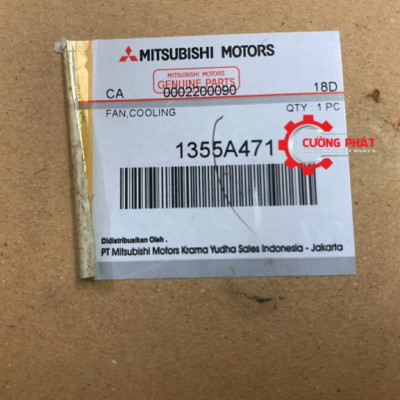 MITSUBISHI MOTORS
MITSUBISHI MOTORS
GENUINE PARTS
CA 0002200090 18D
FAN,COOLING QTY : 1 PC
1355A471
CƯỜNG PHÁT
Didistribusikan Oleh .
PT Mitsubishi Motors Krama Yudha Sales Indonesia - Jakarta